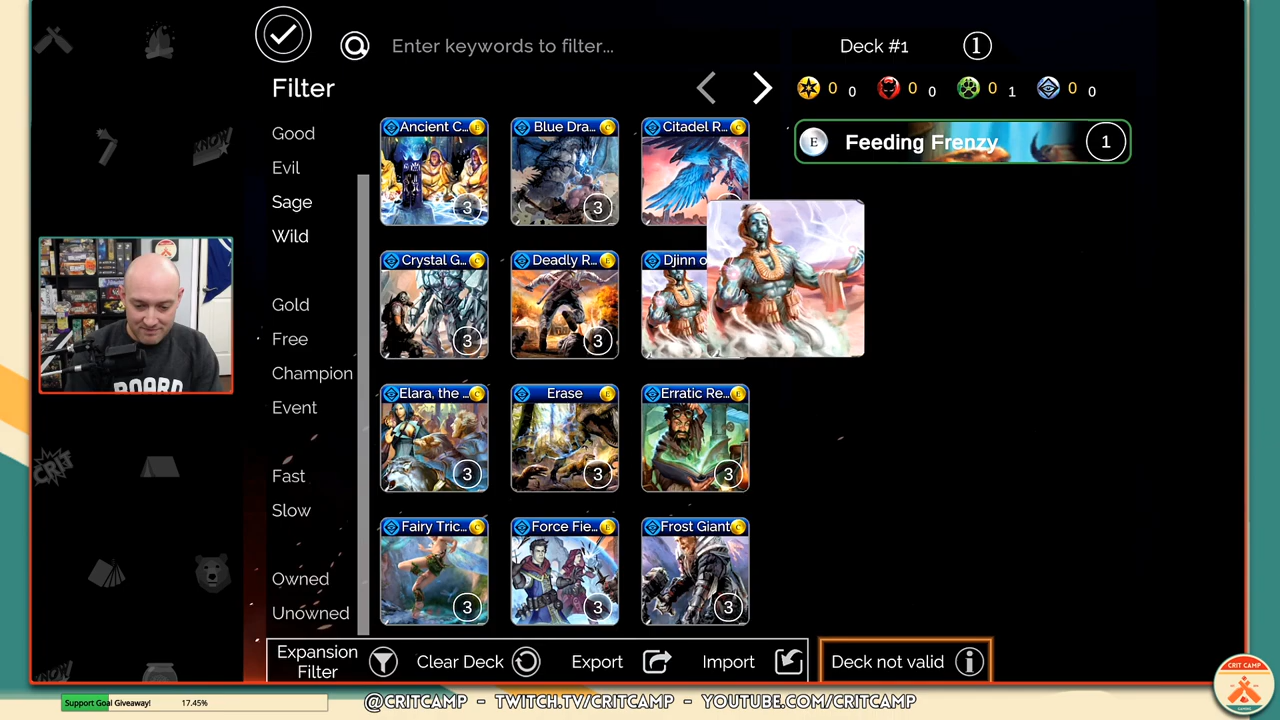 Enter keywords to filter...
Deck #1 1
Filter
0 0 0 0 0 1 0 0
Good
Evil
Sage
Wild
Gold
Free
Champion
Event
Fast
Slow
Owned
Unowned
Ancient C... E
Blue Dra... C
Citadel R... C
3
3
E Feeding Frenzy 1
Crystal G... C
Deadly R... E
Djinn o
3
3
Elara, the ... C
Erase E
Erratic Re... E
3
3
3
Fairy Tric... C
Force Fie... E
Frost Giant C
3
3
3
BOARD
KNOW
CRIT
Expansion
Filter
Clear Deck
Export
Import
Deck not valid
Support Goal Giveaway! 17.45%
@CRITCAMP - TWITCH.TV/CRITCAMP - YOUTUBE.COM/CRITCAMP
CRIT CAMP
GAMING